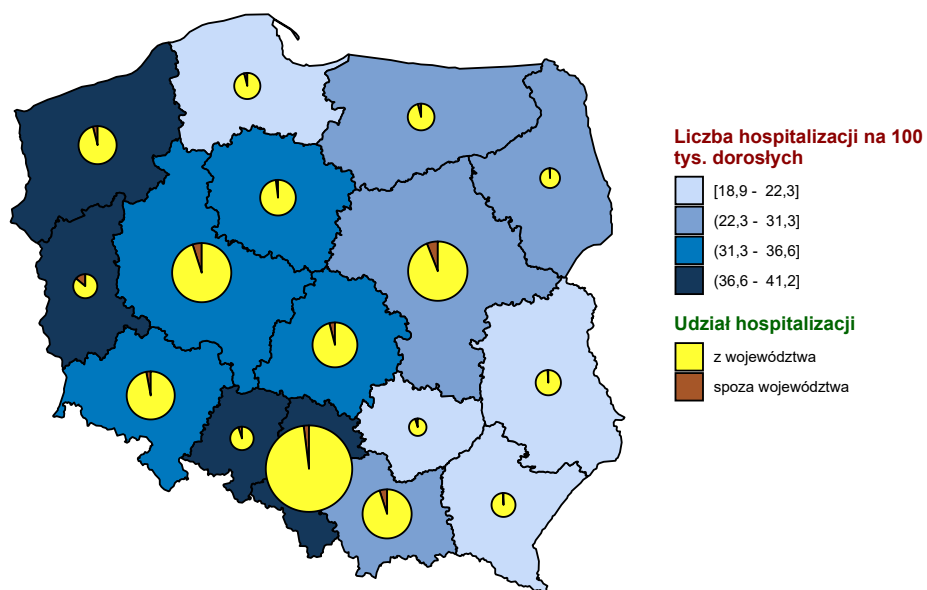 Liczba hospitalizacji na 100
tys. dorosłych
[18,9 - 22,3]
(22,3 - 31,3]
(31,3 - 36,6]
(36,6 - 41,2]
Udział hospitalizacji
z województwa
spoza województwa